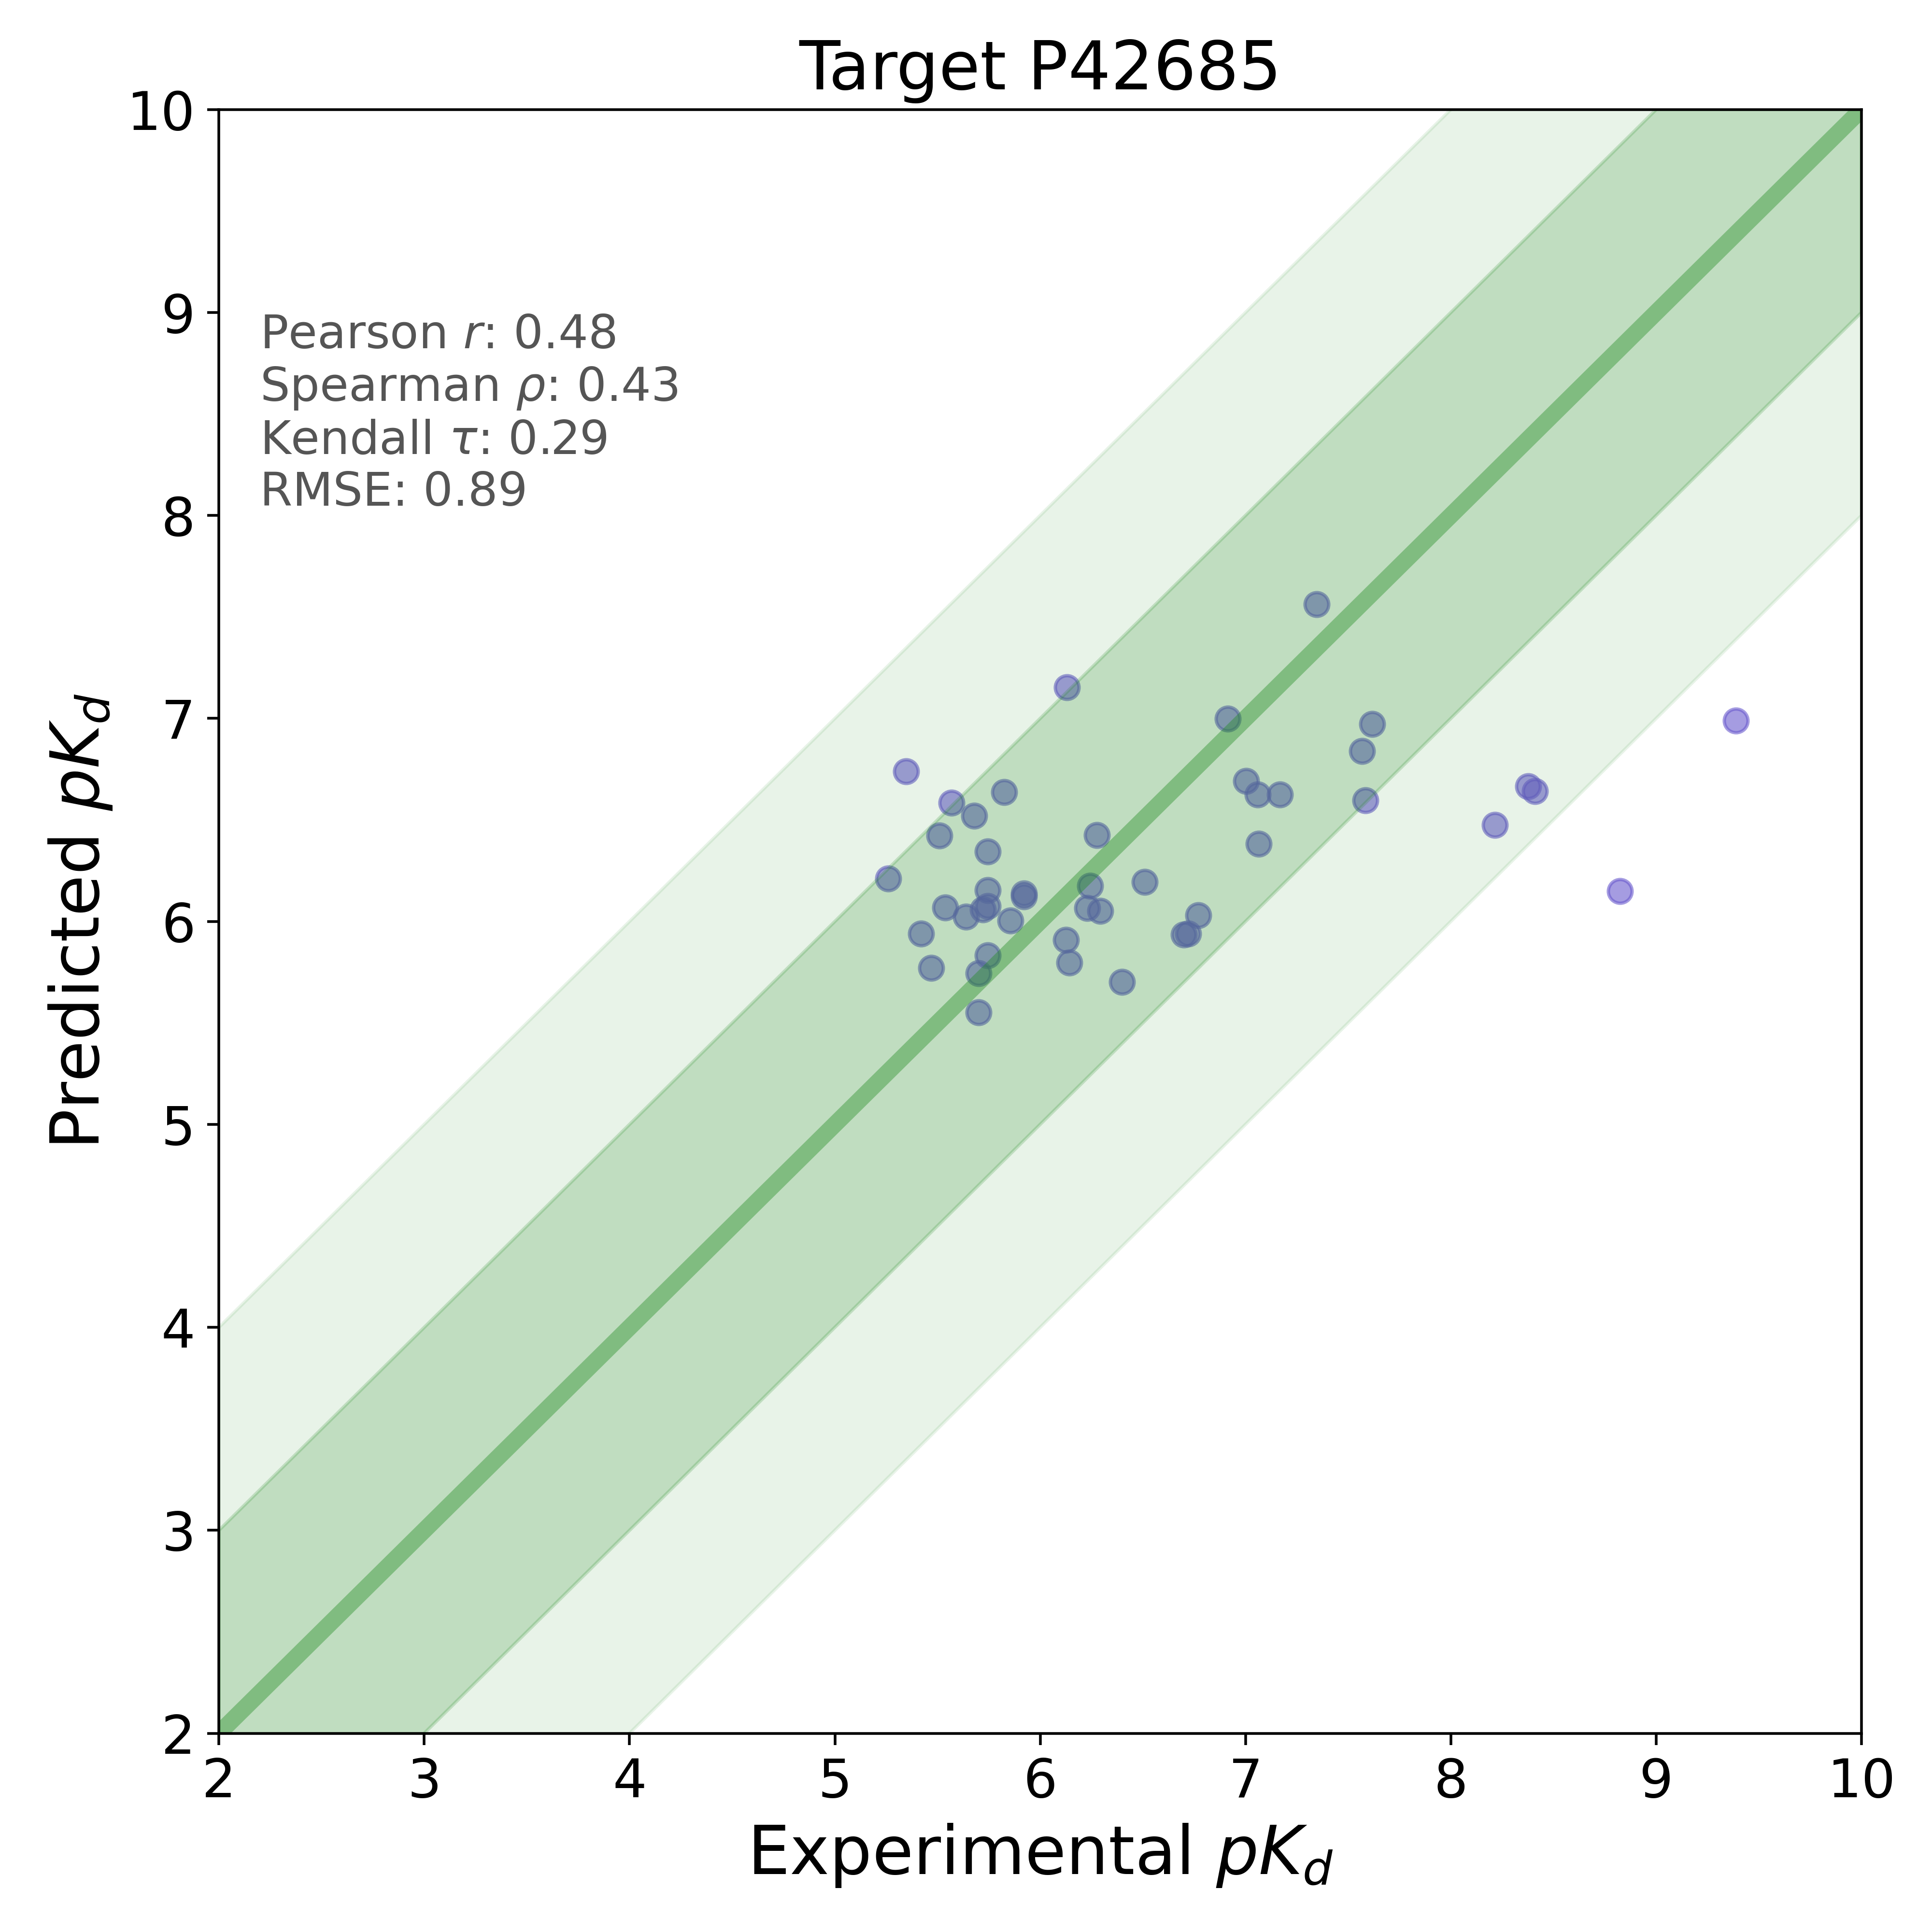 Target P42685
10
9
8
7
6
5
4
3
2
Predicted pKd
Pearson r: 0.48
Spearman ρ: 0.43
Kendall τ: 0.29
RMSE: 0.89
2 3 4 5 6 7 8 9 10
Experimental pKd